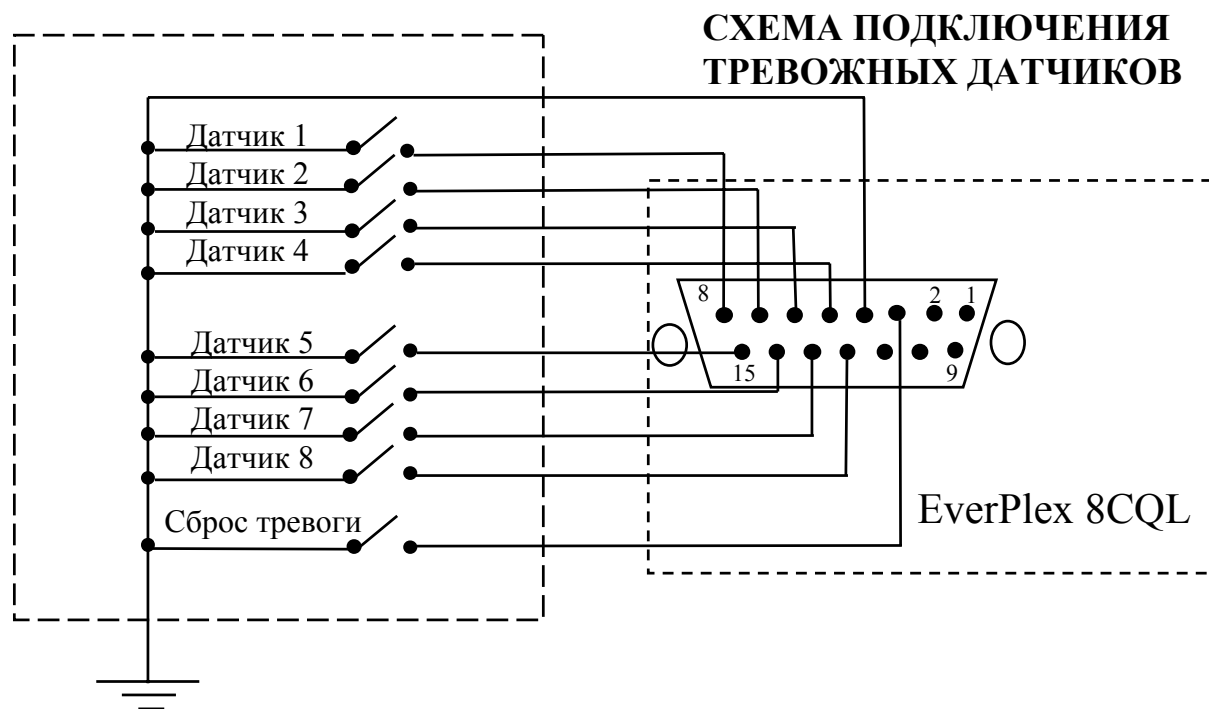 СХЕМА ПОДКЛЮЧЕНИЯ
ТРЕВОЖНЫХ ДАТЧИКОВ
Датчик 1
Датчик 2
Датчик 3
Датчик 4
8
2
1
Датчик 5
15
9
Датчик 6
Датчик 7
Датчик 8
EverPlex 8CQL
Сброс тревоги